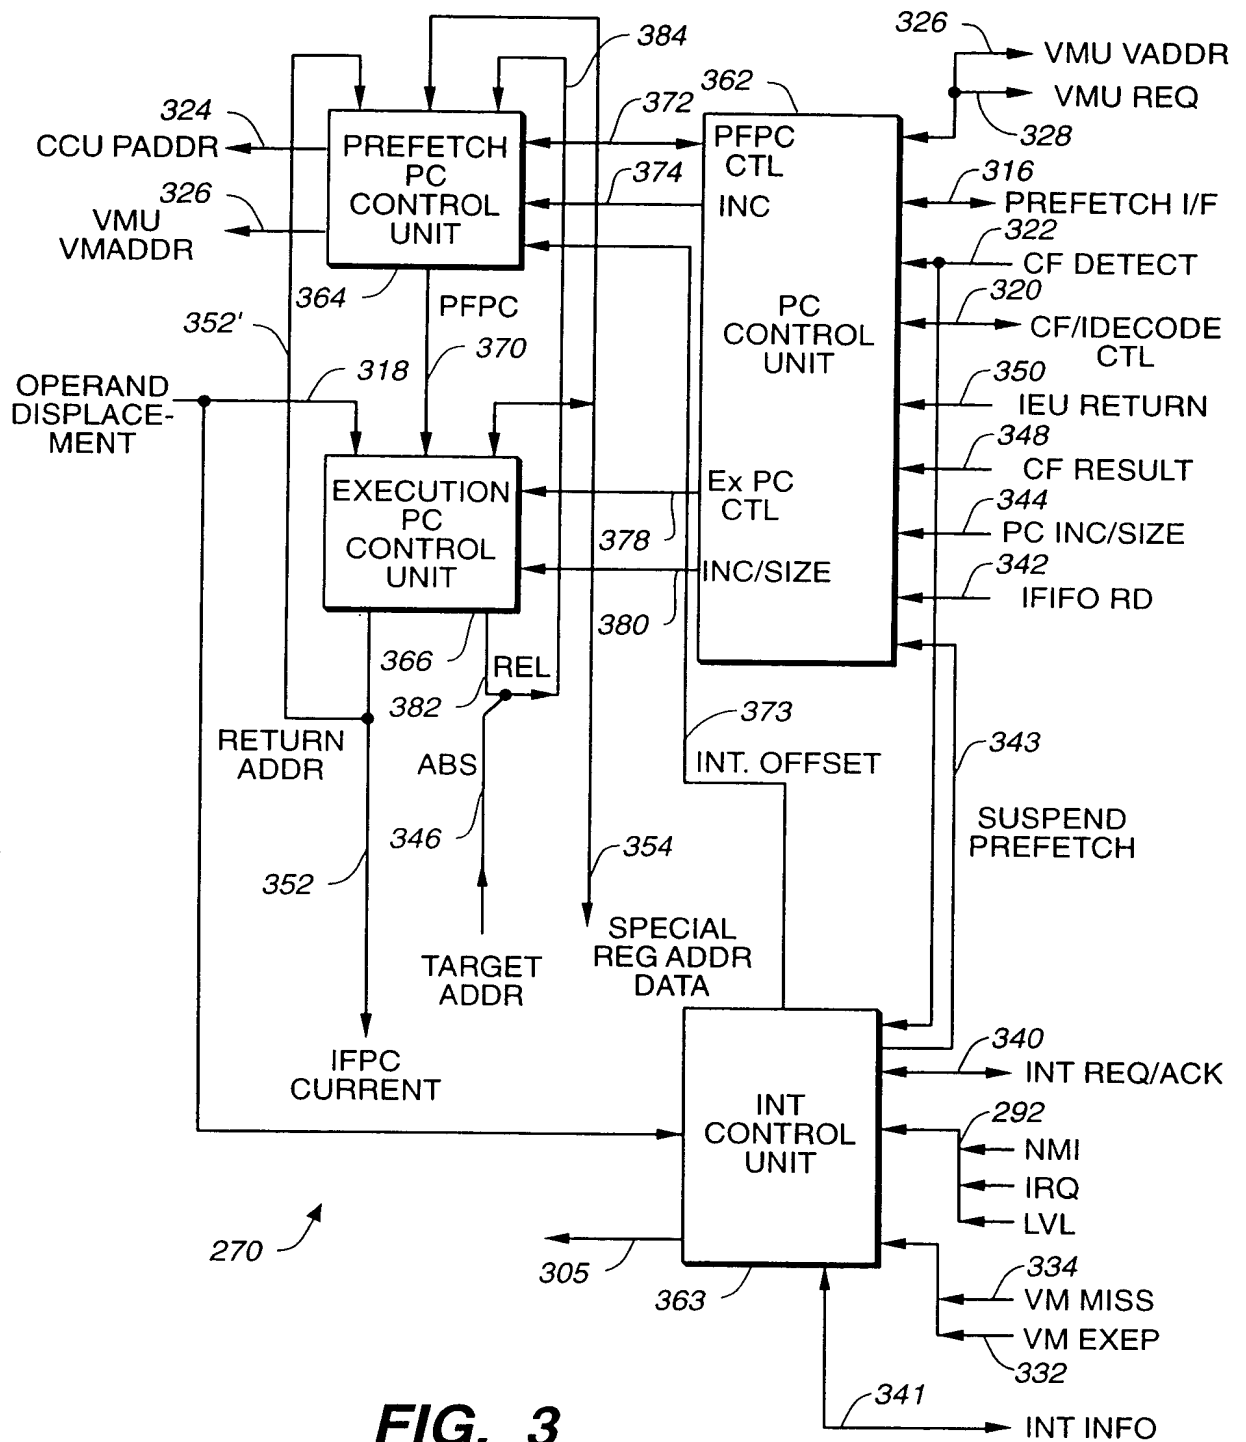 384
326
VMU VADDR
362
324
372
VMU REQ
328
CCU PADDR
PREFETCH
PC
CONTROL
UNIT
PFPC
CTL
326
374
316
VMU
VMADDR
INC
PREFETCH I/F
322
CF DETECT
364
PFPC
352'
PC
CONTROL
UNIT
320
CF/IDECODE
CTL
370
318
OPERAND
DISPLACE-
MENT
350
IEU RETURN
348
CF RESULT
EXECUTION
PC
CONTROL
UNIT
Ex PC
CTL
378
344
PC INC/SIZE
INC/SIZE
342
IFIFO RD
380
366
REL
382
373
343
RETURN
ADDR
ABS
INT. OFFSET
346
354
SUSPEND
PREFETCH
352
SPECIAL
REG ADDR
DATA
TARGET
ADDR
IFPC
CURRENT
340
INT REQ/ACK
INT
CONTROL
UNIT
292
NMI
IRQ
LVL
270
305
363
334
VM MISS
VM EXEP
332
341
INT INFO
FIG. 3